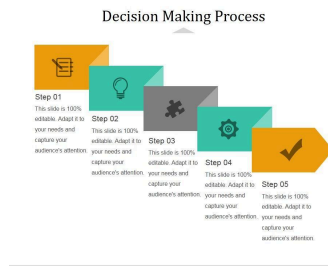 Decision Making Process
Step 01
This slide is 100%
editable. Adapt it to
your needs and
capture your
audience's attention.
Step 02
This slide is 100%
editable. Adapt it to
your needs and
capture your
audience's attention.
Step 03
This slide is 100%
editable. Adapt it to
your needs and
capture your
audience's attention.
Step 04
This slide is 100%
editable. Adapt it to
your needs and
capture your
audience's attention.
Step 05
This slide is 100%
editable. Adapt it to
your needs and
capture your
audience's attention.